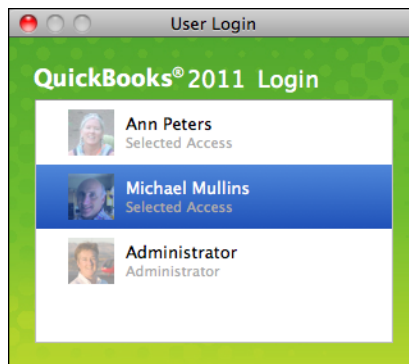 User Login
QuickBooks® 2011 Login
Ann Peters
Selected Access
Michael Mullins
Selected Access
Administrator
Administrator